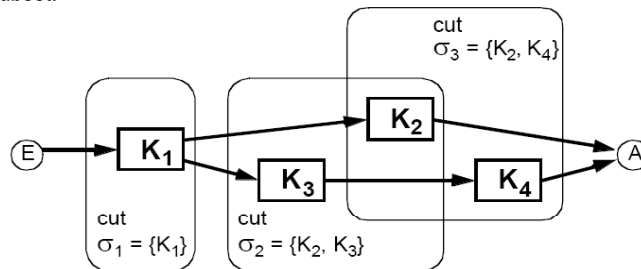 cut
σ3 = {K2, K4}
K2
E
K1
A
K3
K4
cut
σ1 = {K1}
cut
σ2 = {K2, K3}